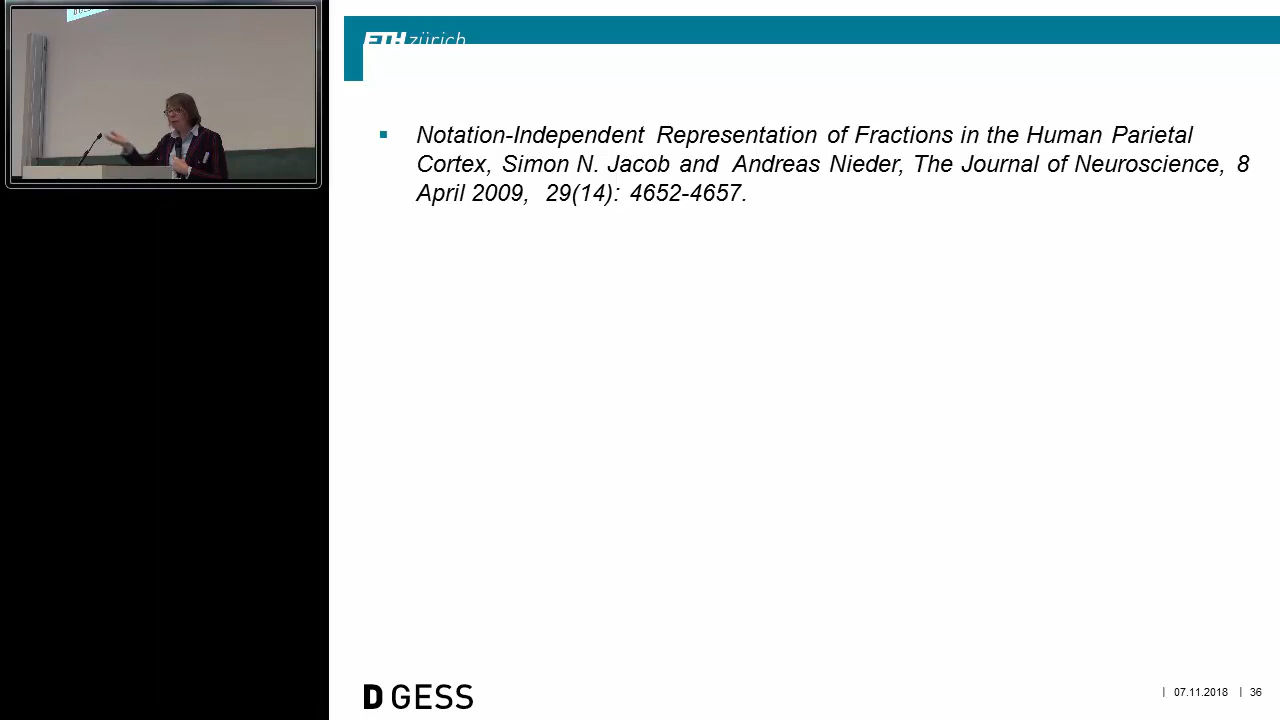 ETH zürich
Notation-Independent Representation of Fractions in the Human Parietal
Cortex, Simon N. Jacob and Andreas Nieder, The Journal of Neuroscience, 8
April 2009, 29(14): 4652-4657.
D GESS
| 07.11.2018 | 36